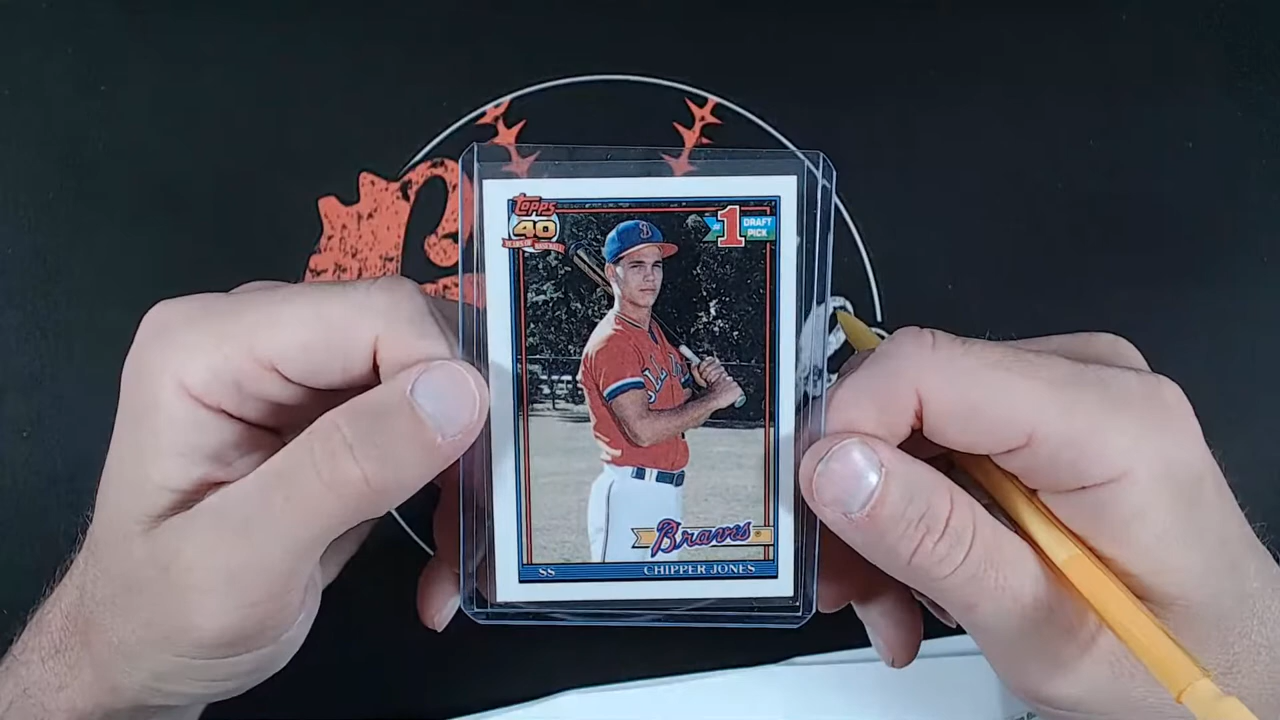 Topps
40
YEARS OF BASEBALL
#1
DRAFT
PICK
B
Braves
SS CHIPPER JONES